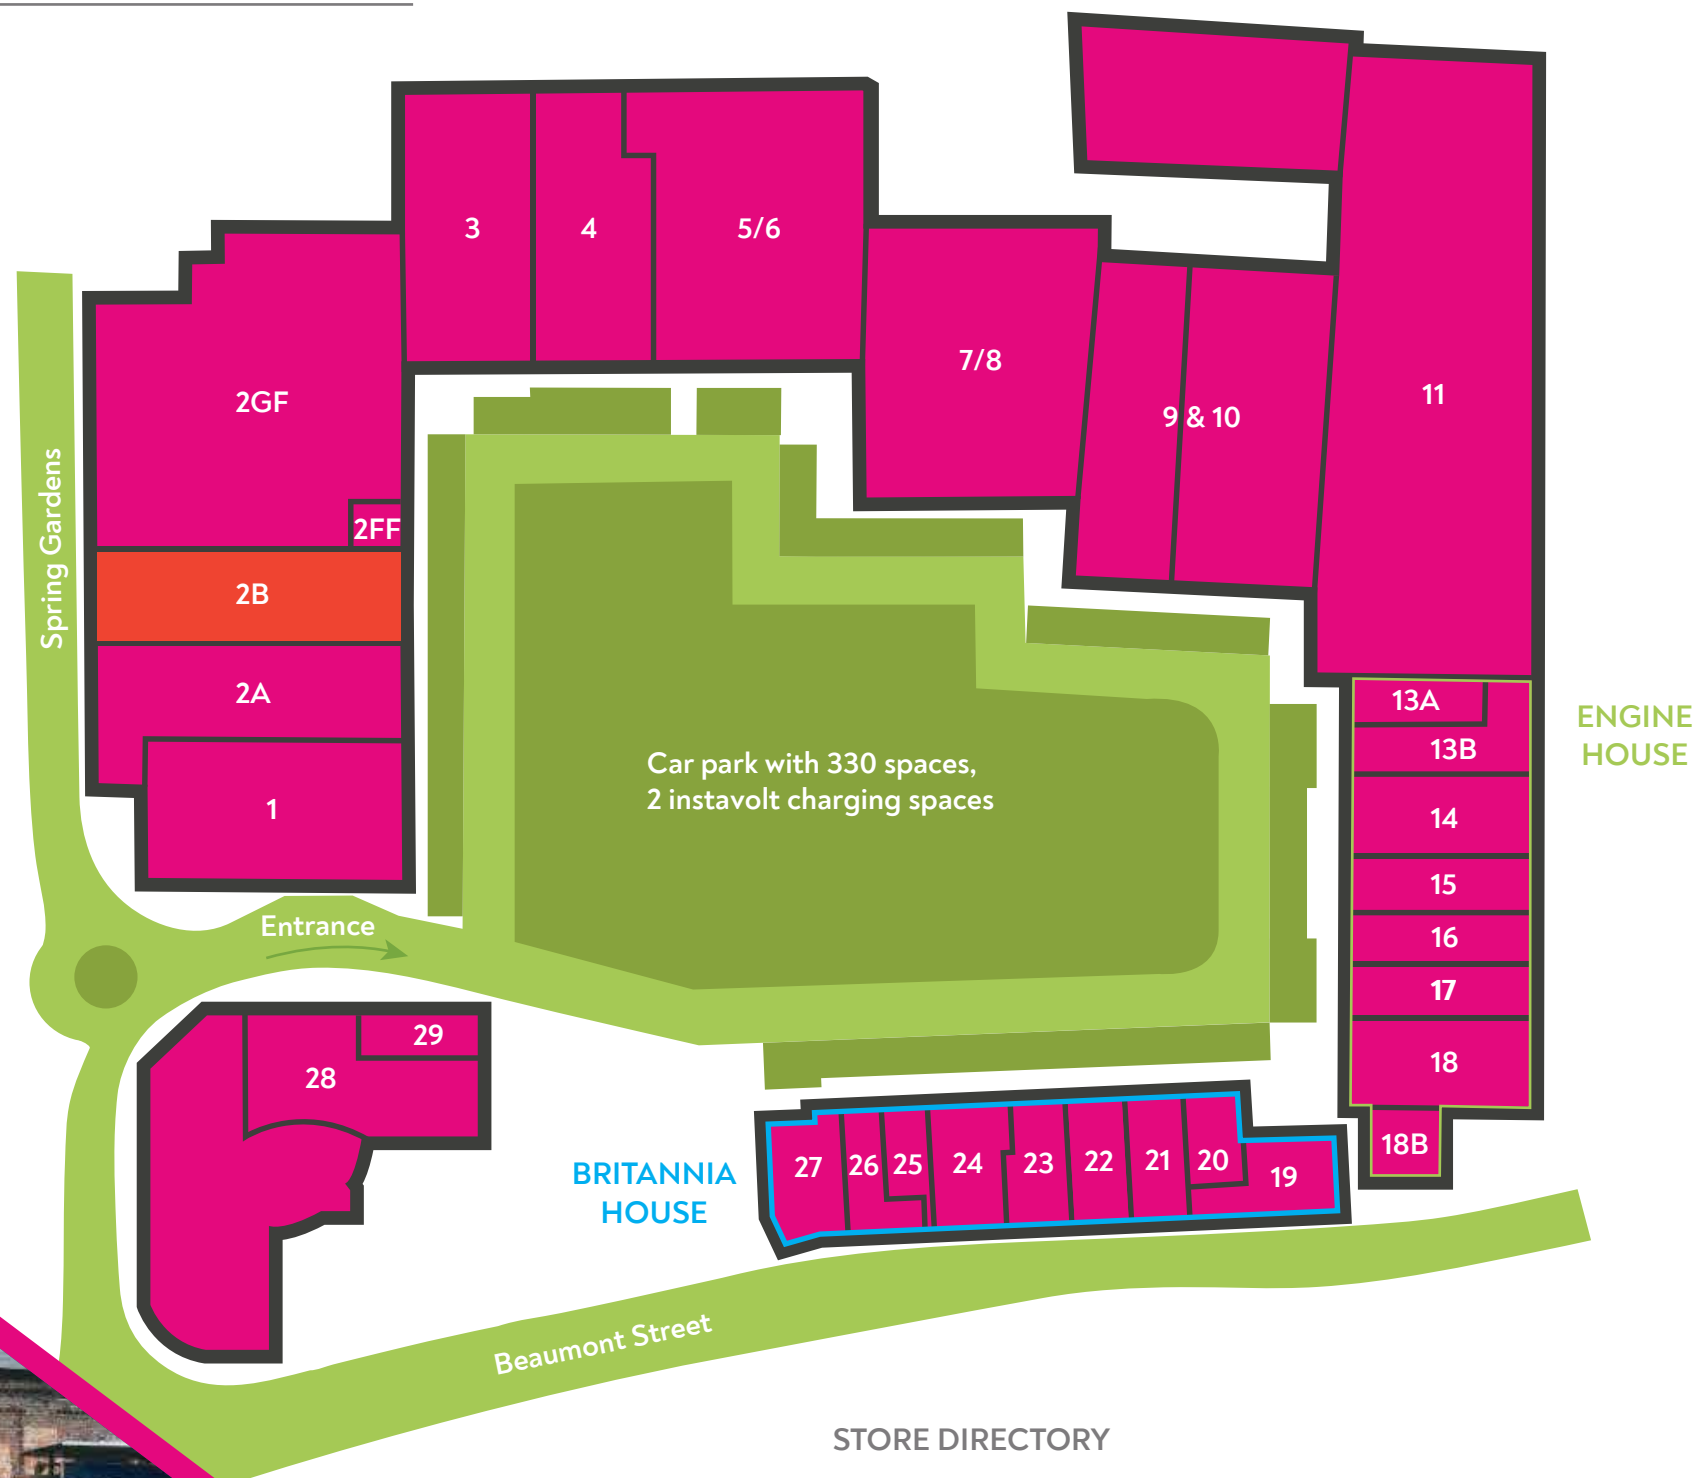 3
4
5/6
7/8
9 & 10
11
2GF
2FF
2B
2A
1
Spring Gardens
Car park with 330 spaces,
2 instavolt charging spaces
Entrance
13A
13B
14
15
16
17
18
18B
ENGINE
HOUSE
29
28
BRITANNIA
HOUSE
27
26
25
24
23
22
21
20
19
Beaumont Street
STORE DIRECTORY